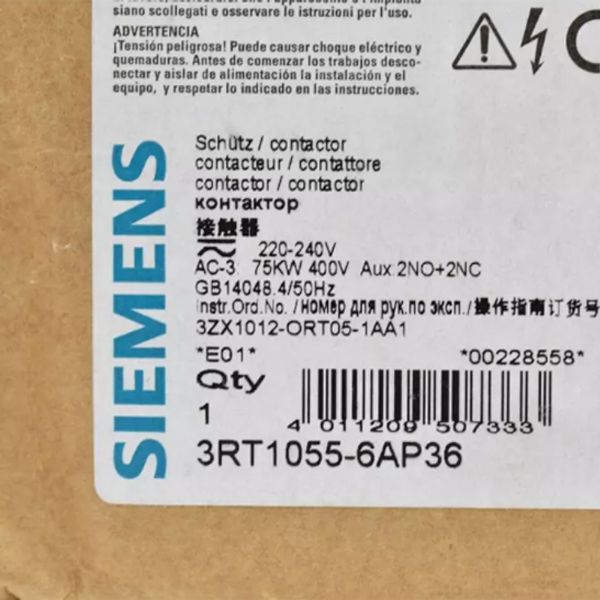 siano scollegati e osservare le istruzioni per l'uso.
ADVERTENCIA
¡Tensión peligrosa! Puede causar choque eléctrico y
quemaduras. Antes de comenzar los trabajos desco-
nectar y aislar de alimentación la instalación y el
equipo, y respetar lo indicado en las instrucciones.
SIEMENS
Schütz / contactor
contacteur / contattore
contactor / contactor
контактор
接触器
220-240V
AC-3: 75KW 400V Aux:2NO+2NC
GB14048.4/50Hz
Instr.Ord.No. /номер для рук.по эксп./操作指南订货号
3ZX1012-ORT05-1AA1
*E01* *00228558*
Qty
1
4 011209 507333
3RT1055-6AP36